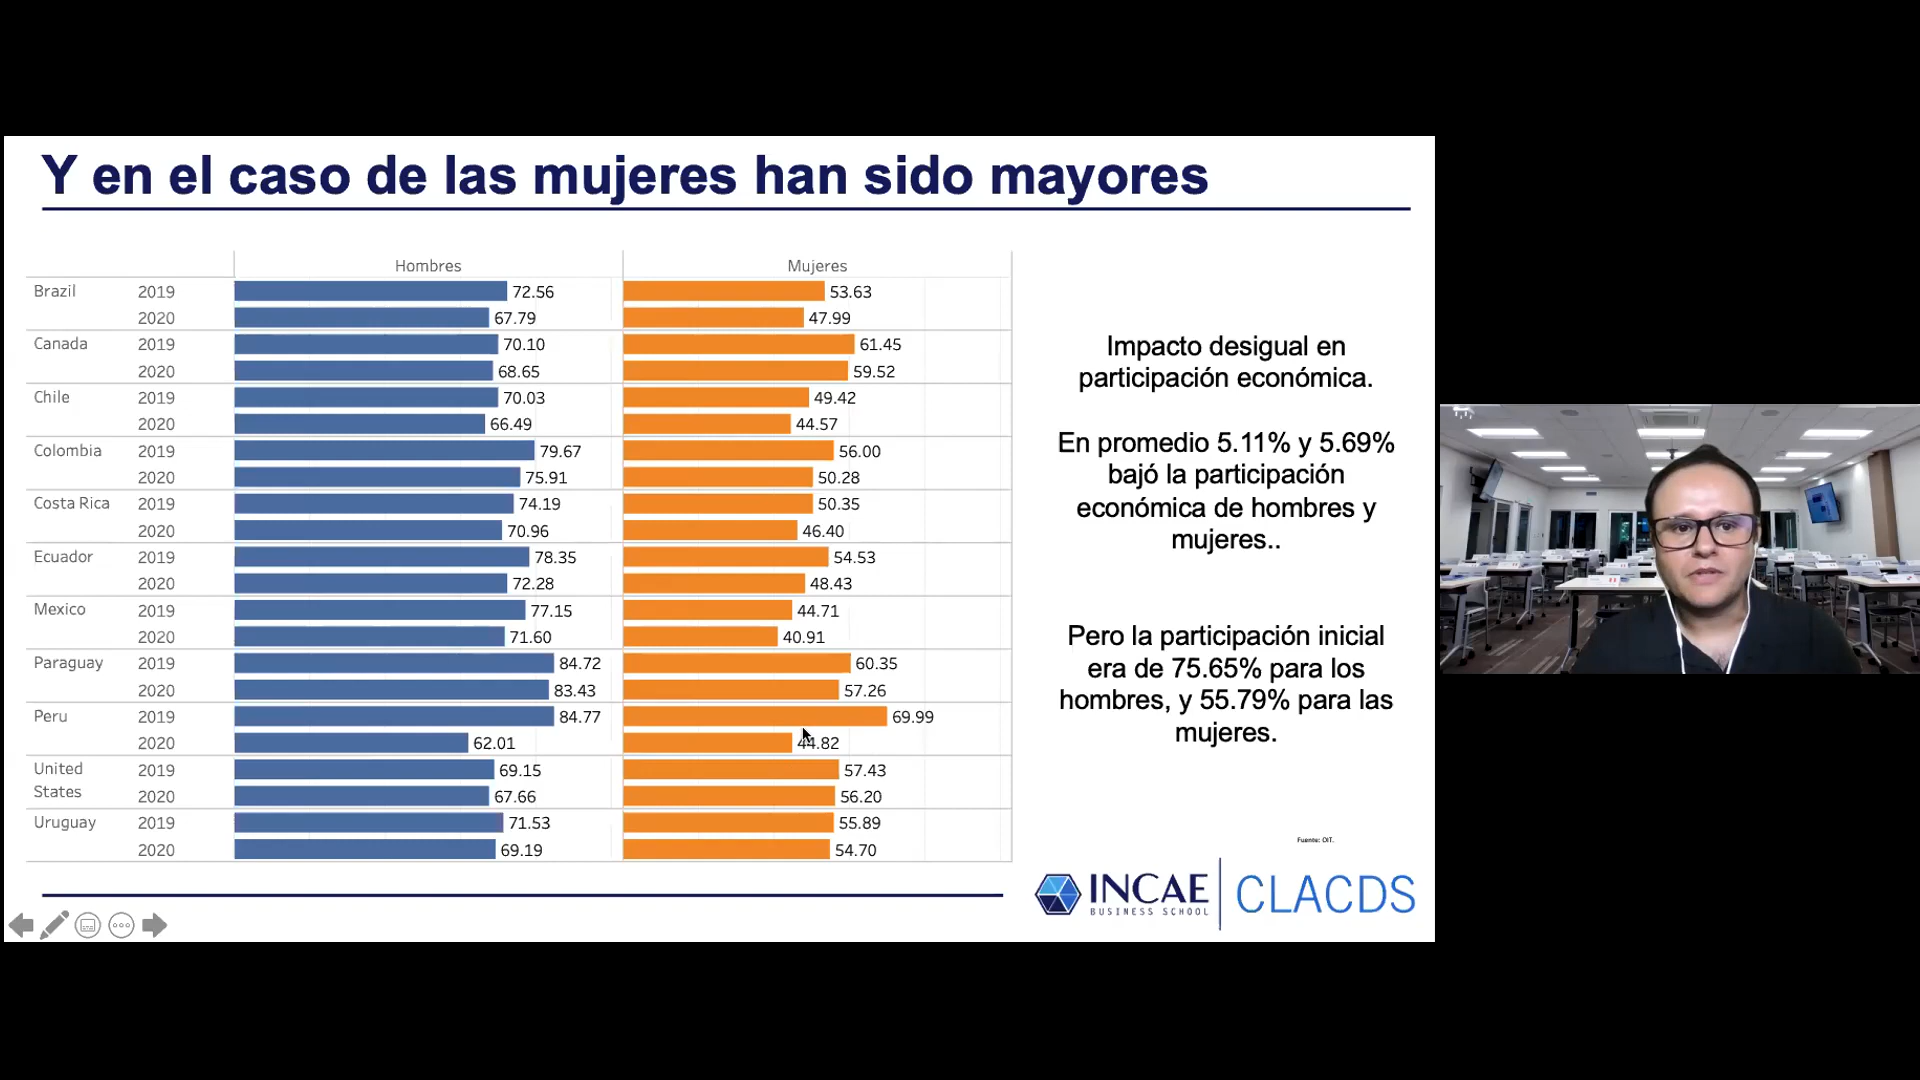 Y en el caso de las mujeres han sido mayores
Hombres Mujeres
Brazil 2019 72.56 53.63
2020 67.79 47.99
Canada 2019 70.10 61.45
2020 68.65 59.52
Chile 2019 70.03 49.42
2020 66.49 44.57
Colombia 2019 79.67 56.00
2020 75.91 50.28
Costa Rica 2019 74.19 50.35
2020 70.96 46.40
Ecuador 2019 78.35 54.53
2020 72.28 48.43
Mexico 2019 77.15 44.71
2020 71.60 40.91
Paraguay 2019 84.72 60.35
2020 83.43 57.26
Peru 2019 84.77 69.99
2020 62.01 44.82
United 2019 69.15 57.43
States 2020 67.66 56.20
Uruguay 2019 71.53 55.89
2020 69.19 54.70
Impacto desigual en
participación económica.
En promedio 5.11% y 5.69%
bajó la participación
económica de hombres y
mujeres..
Pero la participación inicial
era de 75.65% para los
hombres, y 55.79% para las
mujeres.
Fuente: OIT.
INCAE
BUSINESS SCHOOL
CLACDS